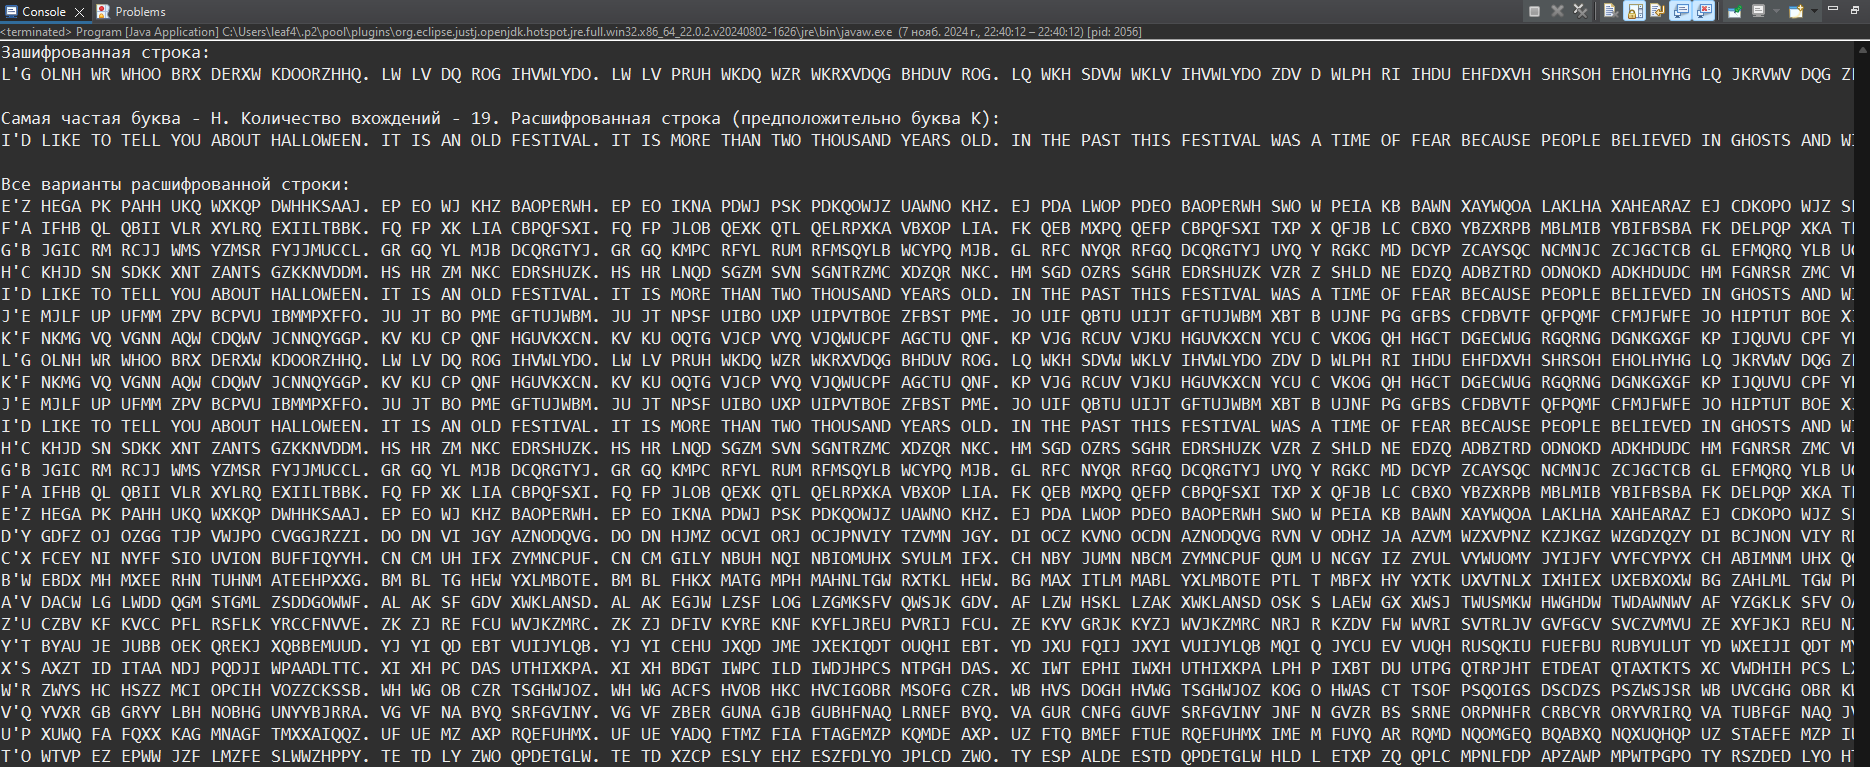 Console
Problems
<terminated> Program [Java Application] C:\Users\leaf4\.p2\pool\plugins\org.eclipse.justj.openjdk.hotspot.jre.full.win32.x86_64_22.0.2.v20240802-1626\jre\bin\javaw.exe (7 нояб. 2024 г., 22:40:12 – 22:40:12) [pid: 2056]
Зашифрованная строка:
L'G OLNH WR WHOO BRX DERXW KDOORZHHQ. LW LV DQ ROG IHVWLYDO. LW LV PRUH WKDQ WZR WKRXVDQG BHDUV ROG. LQ WKH SDVW WKLV IHVWLYDO ZDV D WLPH RI IHDU EHFDXVH SHRSOH EHOLHYHG LQ JKRVWV DQG
Самая частая буква - H. Количество вхождений - 19. Расшифрованная строка (предположительно буква K):
I'D LIKE TO TELL YOU ABOUT HALLOWEEN. IT IS AN OLD FESTIVAL. IT IS MORE THAN TWO THOUSAND YEARS OLD. IN THE PAST THIS FESTIVAL WAS A TIME OF FEAR BECAUSE PEOPLE BELIEVED IN GHOSTS AND
Все варианты расшифрованной строки:
E'Z HEGA PK PAHH UKQ WXKQP DWHHKSAAJ. EP EO WJ KHZ BAOPERWH. EP EO IKNA PDWJ PSK PDKQOWJZ UAWNO KHZ. EJ PDA LWOP PDEO BAOPERWH SWO W PEIA KB BAWN XAYWQOA LAKLHA XAHEARAZ EJ CDKOPO WJZ
F'A IFHB QL QBII VLR XYLRQ EXIILTBBK. FQ FP XK LIA CBPQFSXI. FQ FP JLOB QEXK QTL QELRPXKA VBXOP LIA. FK QEB MXPQ QEFP CBPQFSXI TXP X QFJB LC CBXO YBZXRPB MBLMIB YBIFBSBA FK DELPQP XKA
G'B JGIC RM RCJJ WMS YZMSR FYJJMUCCL. GR GQ YL MJB DCQRGTYJ. GR GQ KMPC RFYL RUM RFMSQYLB WCYPQ MJB. GL RFC NYQR RFGQ DCQRGTYJ UYQ Y RGKC MD DCYP ZCAYSQC NCMNJC ZCJGCTCB GL EFMQRQ YLB
H'C KHJD SN SDKK XNT ZANTS GZKKNVDDM. HS HR ZM NKC EDRSHUZK. HS HR LNQD SGZM SVN SGNTRZMC XDZQR NKC. HM SGD OZRS SGHR EDRSHUZK VZR Z SHLD NE EDZQ ADBZTRD ODNOKD ADKHDUDC HM FGNRSR ZMC
I'D LIKE TO TELL YOU ABOUT HALLOWEEN. IT IS AN OLD FESTIVAL. IT IS MORE THAN TWO THOUSAND YEARS OLD. IN THE PAST THIS FESTIVAL WAS A TIME OF FEAR BECAUSE PEOPLE BELIEVED IN GHOSTS AND
J'E MJLF UP UFMM ZPV BCPVU IBMMPXFFO. JU JT BO PME GFTUJWBM. JU JT NPSF UIBO UXP UIPVTBOE ZFBST PME. JO UIF QBTU UIJT GFTUJWBM XBT B UJNF PG GFBS CFDBVTF QFPQMF CFMJFWFE JO HIPTUT BOE
K'F NKMG VQ VGNN AQW CDQWV JCNNQYGGP. KV KU CP QNF HGUVKXCN. KV KU OQTG VJCP VYQ VJQWUCPF AGCTU QNF. KP VJG RCUV VJKU HGUVKXCN YCU C VKOG QH HGCT DGECWUG RGQRNG DGNKGXGF KP IJQUVU CPF
L'G OLNH WR WHOO BRX DERXW KDOORZHHQ. LW LV DQ ROG IHVWLYDO. LW LV PRUH WKDQ WZR WKRXVDQG BHDUV ROG. LQ WKH SDVW WKLV IHVWLYDO ZDV D WLPH RI IHDU EHFDXVH SHRSOH EHOLHYHG LQ JKRVWV DQG
K'F NKMG VQ VGNN AQW CDQWV JCNNQYGGP. KV KU CP QNF HGUVKXCN. KV KU OQTG VJCP VYQ VJQWUCPF AGCTU QNF. KP VJG RCUV VJKU HGUVKXCN YCU C VKOG QH HGCT DGECWUG RGQRNG DGNKGXGF KP IJQUVU CPF
J'E MJLF UP UFMM ZPV BCPVU IBMMPXFFO. JU JT BO PME GFTUJWBM. JU JT NPSF UIBO UXP UIPVTBOE ZFBST PME. JO UIF QBTU UIJT GFTUJWBM XBT B UJNF PG GFBS CFDBVTF QFPQMF CFMJFWFE JO HIPTUT BOE
I'D LIKE TO TELL YOU ABOUT HALLOWEEN. IT IS AN OLD FESTIVAL. IT IS MORE THAN TWO THOUSAND YEARS OLD. IN THE PAST THIS FESTIVAL WAS A TIME OF FEAR BECAUSE PEOPLE BELIEVED IN GHOSTS AND
H'C KHJD SN SDKK XNT ZANTS GZKKNVDDM. HS HR ZM NKC EDRSHUZK. HS HR LNQD SGZM SVN SGNTRZMC XDZQR NKC. HM SGD OZRS SGHR EDRSHUZK VZR Z SHLD NE EDZQ ADBZTRD ODNOKD ADKHDUDC HM FGNRSR ZMC
G'B JGIC RM RCJJ WMS YZMSR FYJJMUCCL. GR GQ YL MJB DCQRGTYJ. GR GQ KMPC RFYL RUM RFMSQYLB WCYPQ MJB. GL RFC NYQR RFGQ DCQRGTYJ UYQ Y RGKC MD DCYP ZCAYSQC NCMNJC ZCJGCTCB GL EFMQRQ YLB
F'A IFHB QL QBII VLR XYLRQ EXIILTBBK. FQ FP XK LIA CBPQFSXI. FQ FP JLOB QEXK QTL QELRPXKA VBXOP LIA. FK QEB MXPQ QEFP CBPQFSXI TXP X QFJB LC CBXO YBZXRPB MBLMIB YBIFBSBA FK DELPQP XKA
E'Z HEGA PK PAHH UKQ WXKQP DWHHKSAAJ. EP EO WJ KHZ BAOPERWH. EP EO IKNA PDWJ PSK PDKQOWJZ UAWNO KHZ. EJ PDA LWOP PDEO BAOPERWH SWO W PEIA KB BAWN XAYWQOA LAKLHA XAHEARAZ EJ CDKOPO WJZ
D'Y GDFZ OJ OZGG TJP VWJPO CVGGJRZZI. DO DN VI JGY AZNODQVG. DO DN HJMZ OCVI ORJ OCJPNVIY TZVMN JGY. DI OCZ KVNO OCDN AZNODQVG RVN V ODHZ JA AZVM WZXVPNZ KZJKGZ WZGDZQZY DI BCJNON VIY
C'X FCEY NI NYFF SIO UVION BUFFIQYYH. CN CM UH IFX ZYMNCPUF. CN CM GILY NBUH NQI NBIOMUHX SYULM IFX. CH NBY JUMN NBCM ZYMNCPUF QUM U NCGY IZ ZYUL VYWUOMY JYIJFY VYFCYPYX CH ABIMNM UHX
B'W EBDX MH MXEE RHN TUHNM ATEEHPXXG. BM BL TG HEW YXLMBOTE. BM BL FHKX MATG MPH MAHNLTGW RXTKL HEW. BG MAX ITLM MABL YXLMBOTE PTL T MBFX HY YXTK UXVTNLX IXHIEX UXEBXOXW BG ZAHLML TGW
A'V DACW LG LWDD QGM STGML ZSDDGOWWF. AL AK SF GDV XWKLANSD. AL AK EGJW LZSF LOG LZGMKSFV QWSJK GDV. AF LZW HSKL LZAK XWKLANSD OSK S LAEW GX XWSJ TWUSMKW HWGHDW TWDAWNWV AF YZGKLK SFV
Z'U CZBV KF KVCC PFL RSFLK YRCCFNVVE. ZK ZJ RE FCU WVJKZMRC. ZK ZJ DFIV KYRE KNF KYFLJREU PVRIJ FCU. ZE KYV GRJK KYZJ WVJKZMRC NRJ R KZDV FW WVRI SVTRLJV GVFGCV SVCZVMVU ZE XYFJKJ REU
Y'T BYAU JE JUBB OEK QREKJ XQBBEMUUD. YJ YI QD EBT VUIJYLQB. YJ YI CEHU JXQD JME JXEKIQDT OUQHI EBT. YD JXU FQIJ JXYI VUIJYLQB MQI Q JYCU EV VUQH RUSQKIU FUEFBU RUBYULUT YD WXEIJI QDT
X'S AXZT ID ITAA NDJ PQDJI WPAADLTTC. XI XH PC DAS UTHIXKPA. XI XH BDGT IWPC ILD IWDJHPCS NTPGH DAS. XC IWT EPHI IWXH UTHIXKPA LPH P IXBT DU UTPG QTRPJHT ETDEAT QTAXTKTS XC VWDHIH PCS
W'R ZWYS HC HSZZ MCI OPCIH VOZZCKSSB. WH WG OB CZR TSGHWJOZ. WH WG ACFS HVOB HKC HVCIGOBR MSOFG CZR. WB HVS DOGH HVWG TSGHWJOZ KOG O HWAS CT TSOF PSQOIGS DSCDZS PSZWSJSR WB UVCGHG OBR
V'Q YVXR GB GRYY LBH NOBHG UNYYBJRRA. VG VF NA BYQ SRFGVINY. VG VF ZBER GUNA GJB GUBHFNAQ LRNEF BYQ. VA GUR CNFG GUVF SRFGVINY JNF N GVZR BS SRNE ORPNHFR CRBCYR ORYVRIRQ VA TUBFGF NAQ
U'P XUWQ FA FQXX KAG MNAGF TMXXAIQQZ. UF UE MZ AXP RQEFUHMX. UF UE YADQ FTMZ FIA FTAGEMZP KQMDE AXP. UZ FTQ BMEF FTUE RQEFUHMX IME M FUYQ AR RQMD NQOMGEQ BQABXQ NQXUQHQP UZ STAEFE MZP
T'O WTVP EZ EPWW JZF LMZFE SLWWZHPPY. TE TD LY ZWO QPDETGLW. TE TD XZCP ESLY EHZ ESZFDLYO JPLCD ZWO. TY ESP ALDE ESTD QPDETGLW HLD L ETXP ZQ QPLC MPNLFDP APZAWP MPWTPGPO TY RSZDED LYO